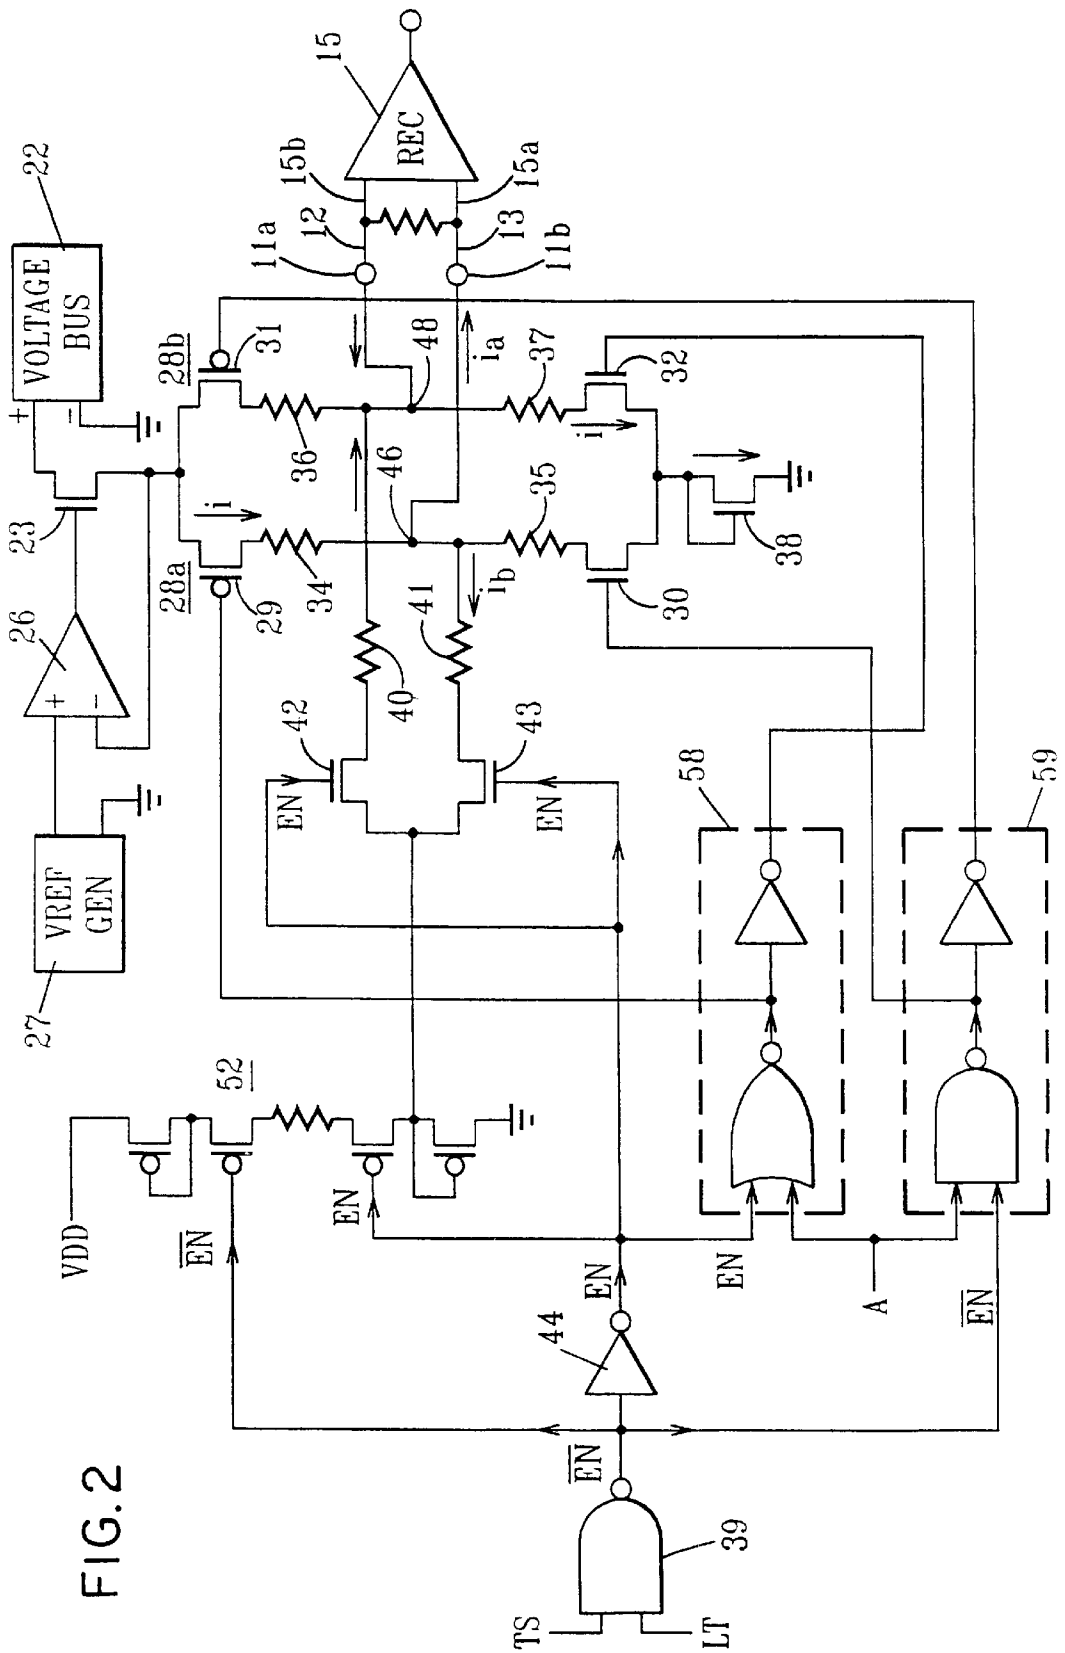 FIG.2
27
VREF
GEN
26
+
-
23
22
VOLTAGE
BUS
+
-
28a
29
28b
31
i
34
36
46
48
12
11a
15b
15
REC
15a
13
11b
ia
ib
40
41
42
43
EN
EN
35
37
i
30
32
38
VDD
52
EN
EN
EN
44
EN
TS
LT
39
EN
A
EN
58
59